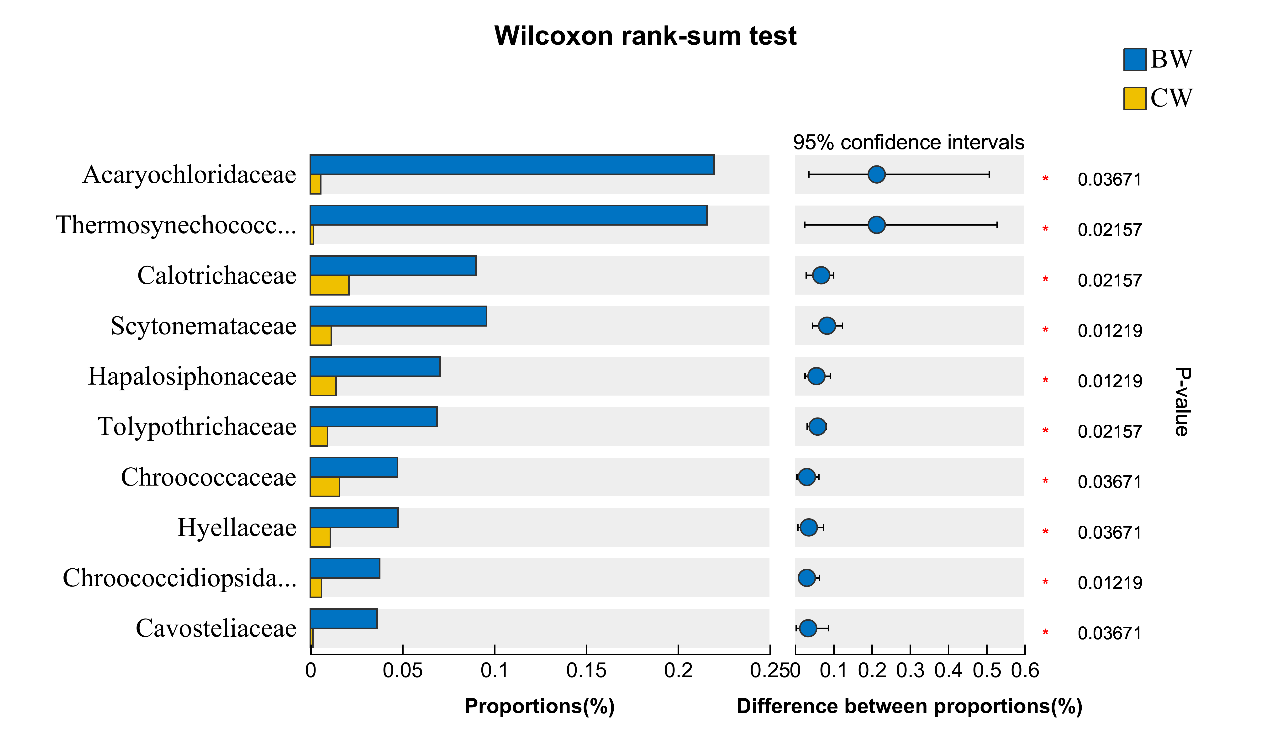 Wilcoxon rank-sum test
BW
CW
95% confidence intervals
Acaryochloridaceae * 0.03671
Thermosynechococc... * 0.02157
Calotrichaceae * 0.02157
Scytonemataceae * 0.01219
Hapalosiphonaceae * 0.01219
Tolypothrichaceae * 0.02157
Chroococcaceae * 0.03671
Hyellaceae * 0.03671
Chroococcidiopsida... * 0.01219
Cavosteliaceae * 0.03671
P-value
0 0.05 0.1 0.15 0.2 0.25 0 0.1 0.2 0.3 0.4 0.5 0.6
Proportions(%) Difference between proportions(%)